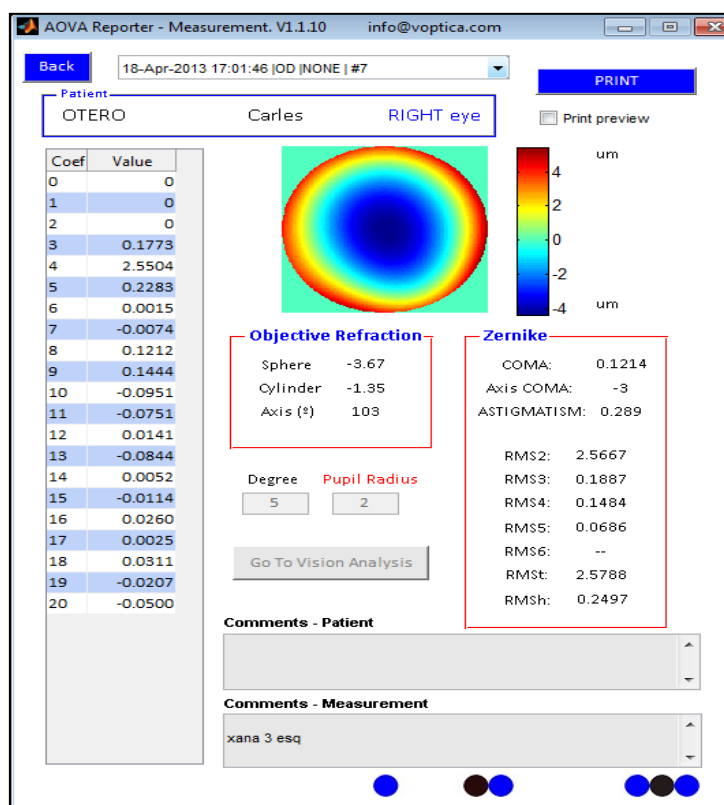 AOVA Reporter - Measurement. V1.1.10 info@voptica.com
Back
18-Apr-2013 17:01:46 |OD |NONE | #7
PRINT
Patient
OTERO Carles RIGHT eye
Print preview
Coef Value
0 0
1 0
2 0
3 0.1773
4 2.5504
5 0.2283
6 0.0015
7 -0.0074
8 0.1212
9 0.1444
10 -0.0951
11 -0.0751
12 0.0141
13 -0.0844
14 0.0052
15 -0.0114
16 0.0260
17 0.0025
18 0.0311
19 -0.0207
20 -0.0500
um
4
2
0
-2
-4
um
Objective Refraction
Sphere -3.67
Cylinder -1.35
Axis (º) 103
Zernike
COMA: 0.1214
Axis COMA: -3
ASTIGMATISM: 0.289
RMS2: 2.5667
RMS3: 0.1887
RMS4: 0.1484
RMS5: 0.0686
RMS6: --
RMSt: 2.5788
RMSh: 0.2497
Degree Pupil Radius
5 2
Go To Vision Analysis
Comments - Patient
Comments - Measurement
xana 3 esq